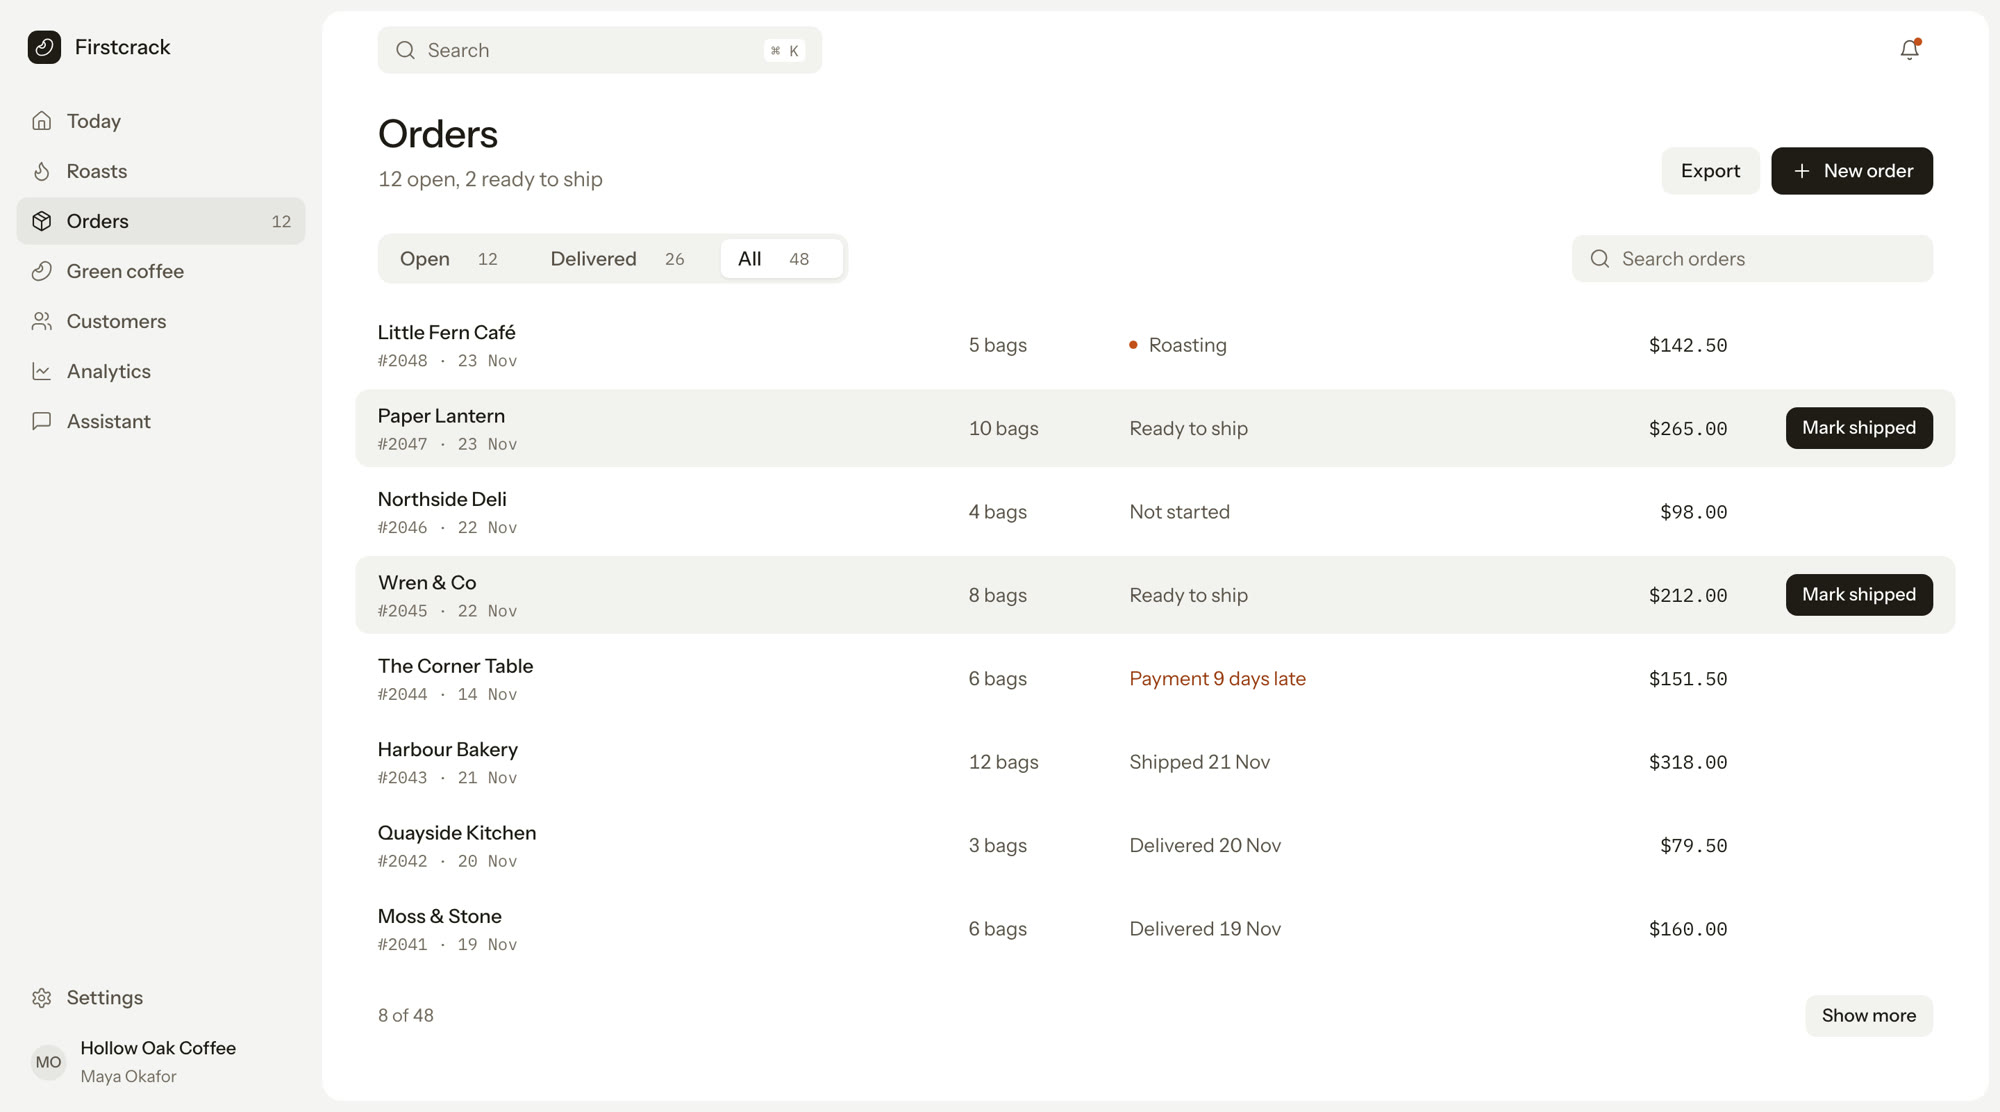 Firstcrack
Today
Roasts
Orders 12
Green coffee
Customers
Analytics
Assistant
Settings
MO
Hollow Oak Coffee
Maya Okafor
Search ⌘ K
Orders
12 open, 2 ready to ship
Export
+ New order
Open 12 Delivered 26 All 48
Search orders
Little Fern Café
#2048 · 23 Nov
5 bags
Roasting
$142.50
Paper Lantern
#2047 · 23 Nov
10 bags
Ready to ship
$265.00
Mark shipped
Northside Deli
#2046 · 22 Nov
4 bags
Not started
$98.00
Wren & Co
#2045 · 22 Nov
8 bags
Ready to ship
$212.00
Mark shipped
The Corner Table
#2044 · 14 Nov
6 bags
Payment 9 days late
$151.50
Harbour Bakery
#2043 · 21 Nov
12 bags
Shipped 21 Nov
$318.00
Quayside Kitchen
#2042 · 20 Nov
3 bags
Delivered 20 Nov
$79.50
Moss & Stone
#2041 · 19 Nov
6 bags
Delivered 19 Nov
$160.00
8 of 48
Show more